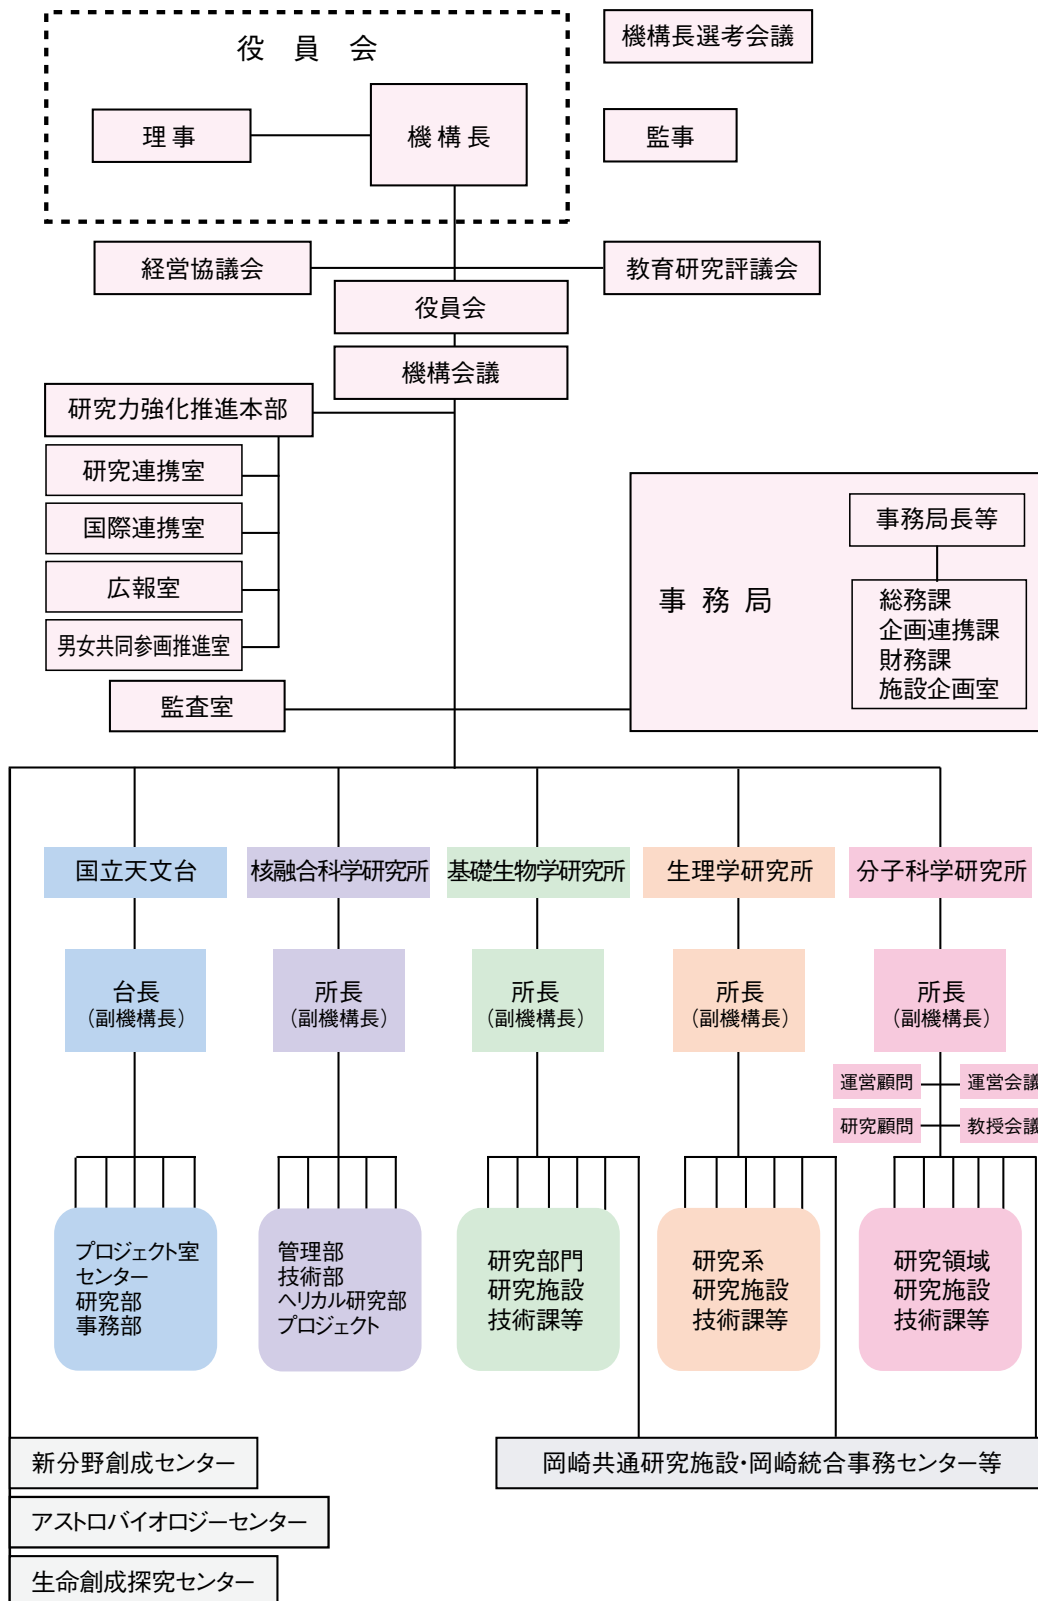 役員会
機構長選考会議
理事
機構長
監事
経営協議会
教育研究評議会
役員会
機構会議
研究力強化推進本部
研究連携室
国際連携室
広報室
男女共同参画推進室
監査室
事務局
事務局長等
総務課
企画連携課
財務課
施設企画室
国立天文台
核融合科学研究所
基礎生物学研究所
生理学研究所
分子科学研究所
台長
（副機構長）
所長
（副機構長）
所長
（副機構長）
所長
（副機構長）
所長
（副機構長）
運営顧問
運営会議
研究顧問
教授会議
プロジェクト室
センター
研究部
事務部
管理部
技術部
ヘリカル研究部
プロジェクト
研究部門
研究施設
技術課等
研究系
研究施設
技術課等
研究領域
研究施設
技術課等
新分野創成センター
岡崎共通研究施設・岡崎統合事務センター等
アストロバイオロジーセンター
生命創成探究センター